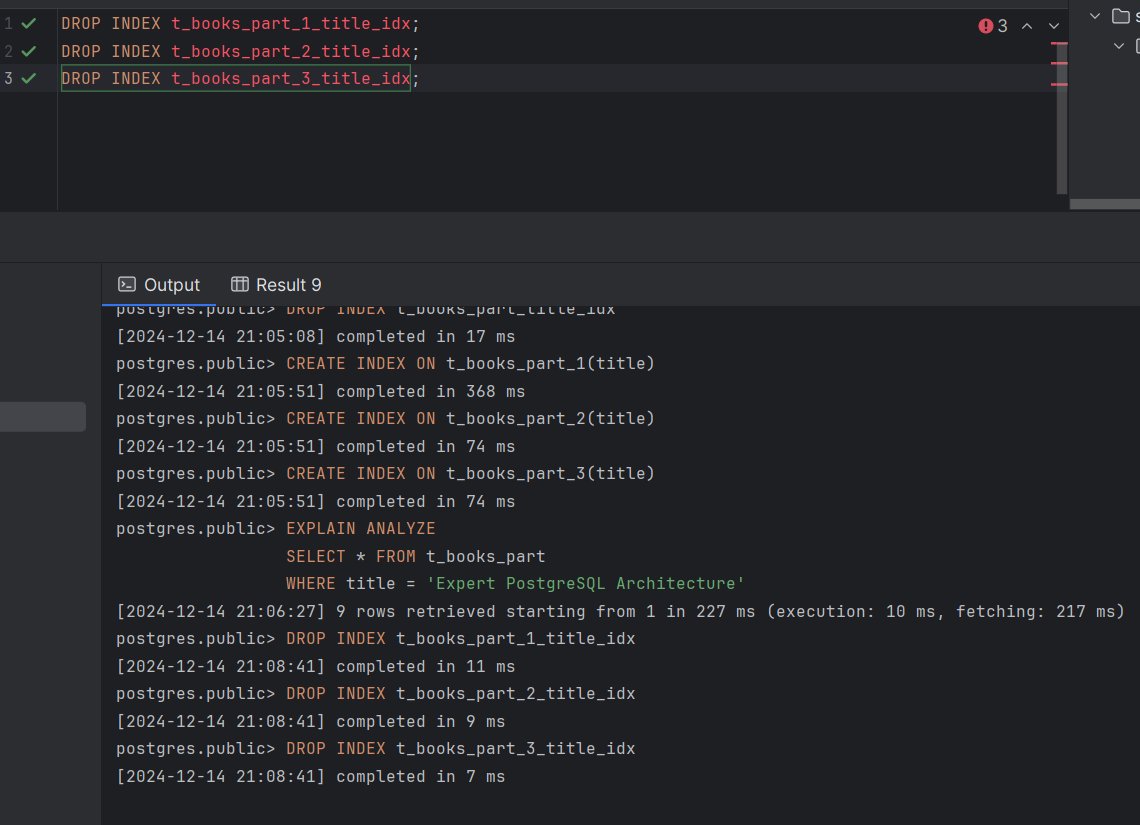 1 DROP INDEX t_books_part_1_title_idx;
2 DROP INDEX t_books_part_2_title_idx;
3 DROP INDEX t_books_part_3_title_idx;
3
Output Result 9
postgres.public> DROP INDEX t_books_part_title_idx
[2024-12-14 21:05:08] completed in 17 ms
postgres.public> CREATE INDEX ON t_books_part_1(title)
[2024-12-14 21:05:51] completed in 368 ms
postgres.public> CREATE INDEX ON t_books_part_2(title)
[2024-12-14 21:05:51] completed in 74 ms
postgres.public> CREATE INDEX ON t_books_part_3(title)
[2024-12-14 21:05:51] completed in 74 ms
postgres.public> EXPLAIN ANALYZE
SELECT * FROM t_books_part
WHERE title = 'Expert PostgreSQL Architecture'
[2024-12-14 21:06:27] 9 rows retrieved starting from 1 in 227 ms (execution: 10 ms, fetching: 217 ms)
postgres.public> DROP INDEX t_books_part_1_title_idx
[2024-12-14 21:08:41] completed in 11 ms
postgres.public> DROP INDEX t_books_part_2_title_idx
[2024-12-14 21:08:41] completed in 9 ms
postgres.public> DROP INDEX t_books_part_3_title_idx
[2024-12-14 21:08:41] completed in 7 ms